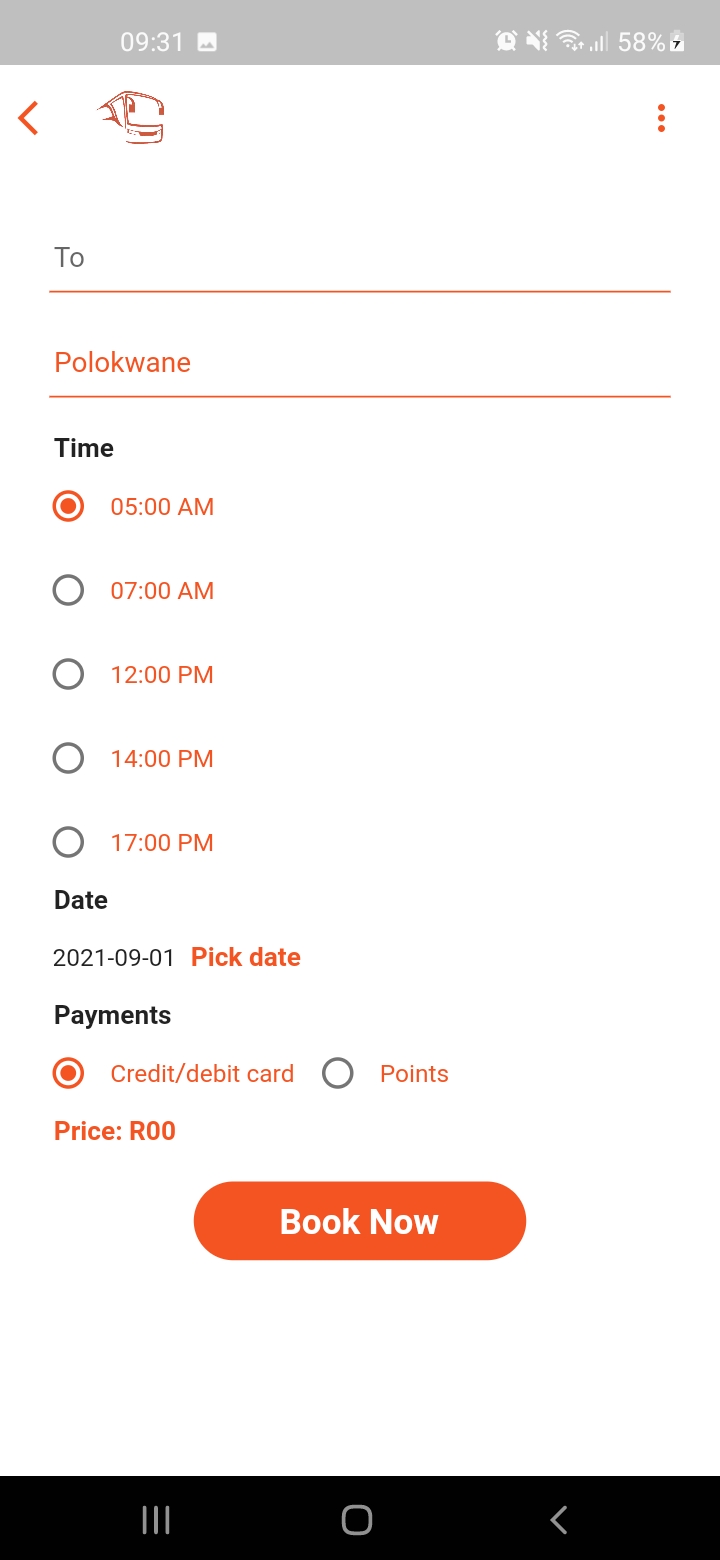 09:31 58%
To
Polokwane
Time
05:00 AM
07:00 AM
12:00 PM
14:00 PM
17:00 PM
Date
2021-09-01 Pick date
Payments
Credit/debit card Points
Price: R00
Book Now